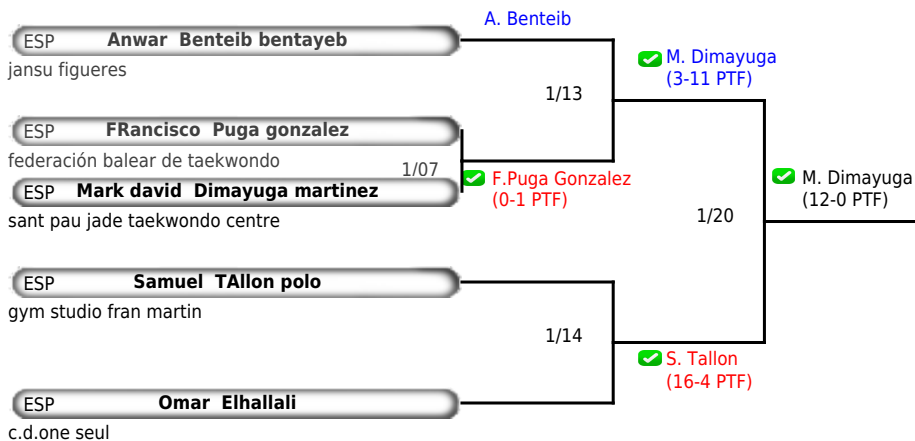 A. Benteib
ESP Anwar Benteib bentayeb
jansu figueres
M. Dimayuga
(3-11 PTF)
1/13
ESP FRancisco Puga gonzalez
federación balear de taekwondo
1/07
F.Puga Gonzalez
(0-1 PTF)
M. Dimayuga
(12-0 PTF)
ESP Mark david Dimayuga martinez
sant pau jade taekwondo centre
1/20
ESP Samuel TAllon polo
gym studio fran martin
1/14
S. Tallon
(16-4 PTF)
ESP Omar Elhallali
c.d.one seul